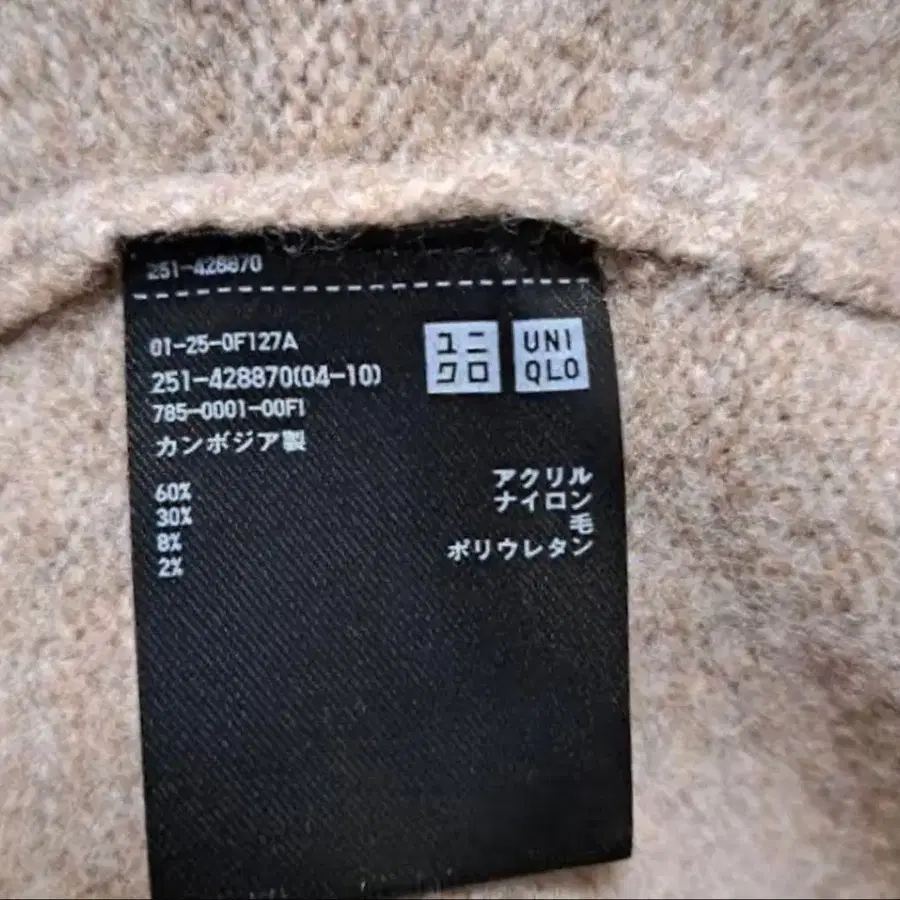 251-428870
01-25-0F127A
251-428870(04-10)
785-0001-00F1
カンボジア製
ユニ
クロ
UNI
QLO
60% アクリル
30% ナイロン
8% 毛
2% ポリウレタン